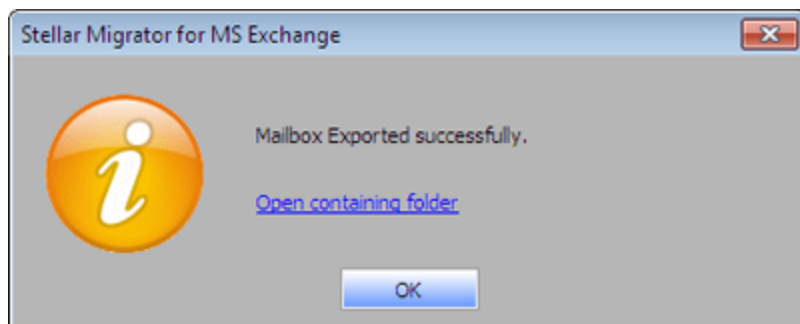 Stellar Migrator for MS Exchange
Mailbox Exported successfully.
Open containing folder
OK